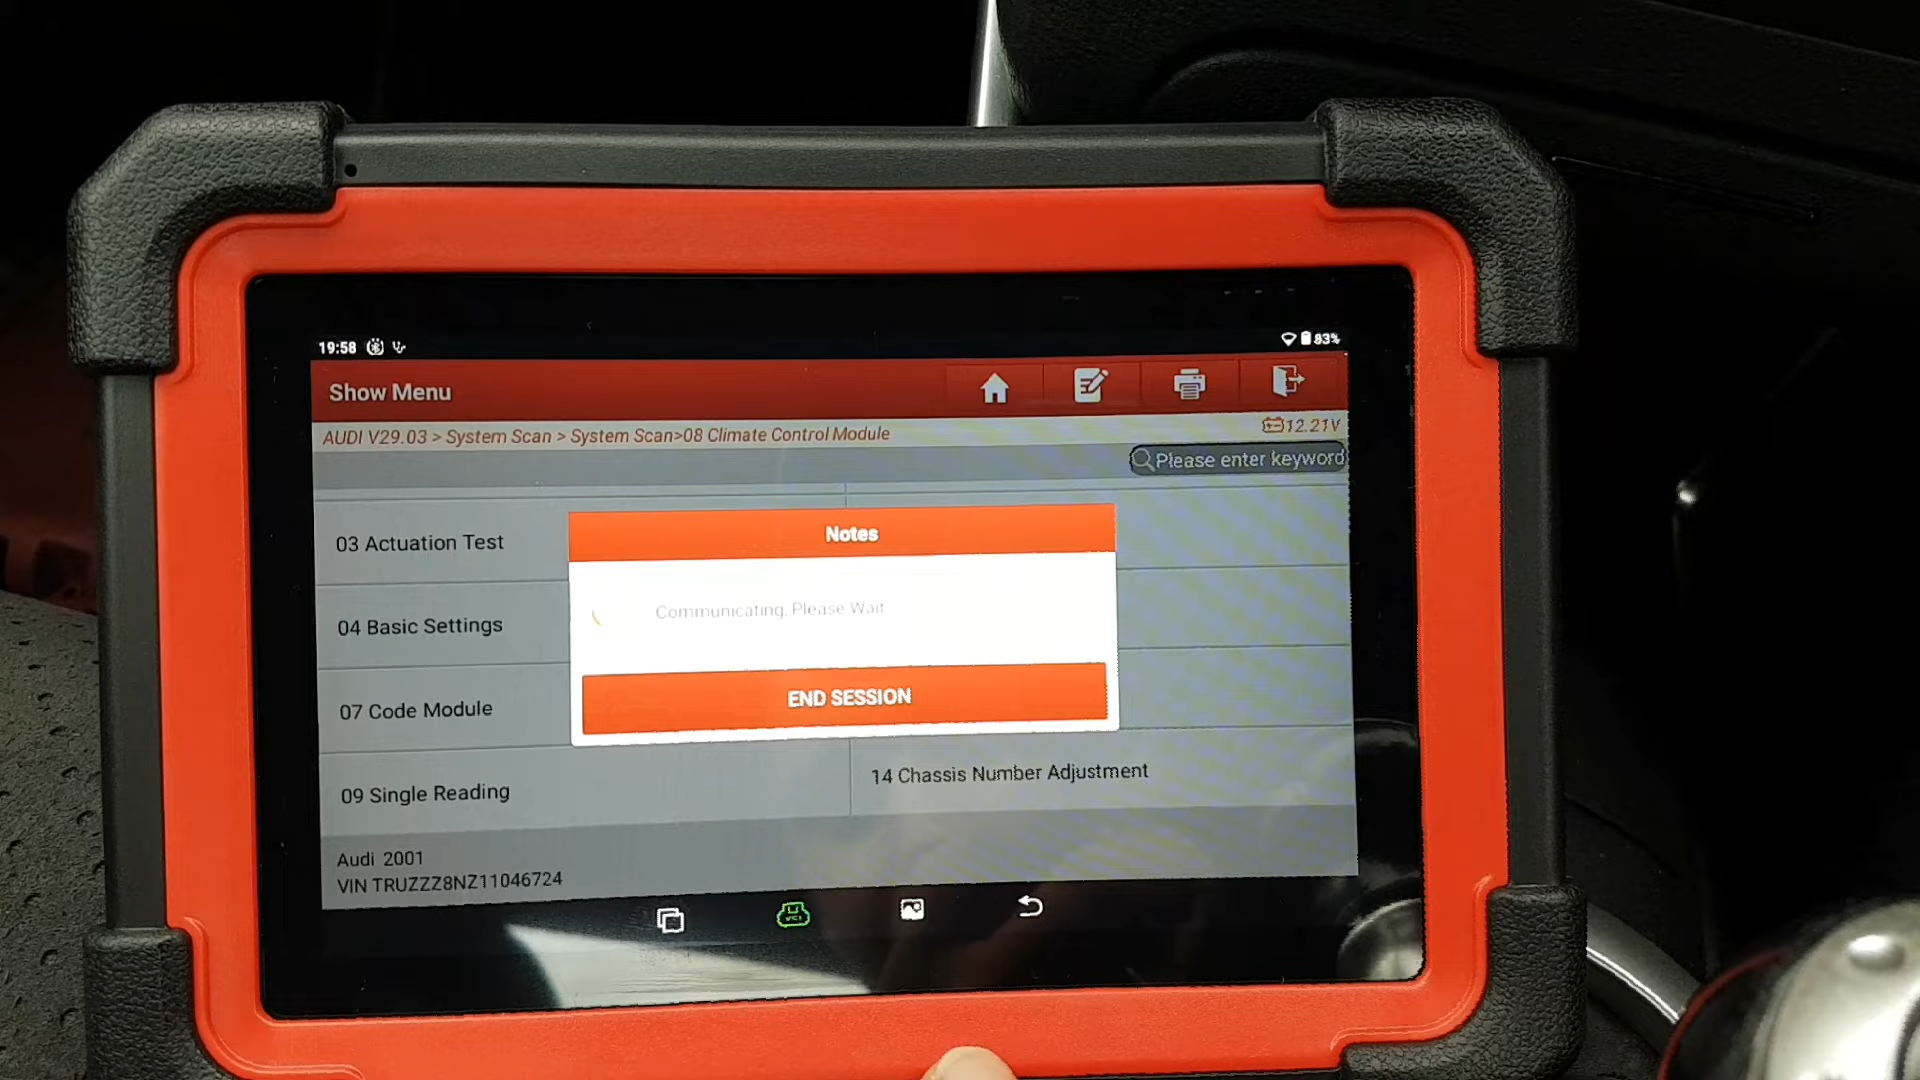 19:58
83%
Show Menu
AUDI V29.03 > System Scan > System Scan>08 Climate Control Module
12.21V
Please enter keyword
03 Actuation Test
Notes
04 Basic Settings
Communicating, Please Wait
07 Code Module
END SESSION
09 Single Reading
14 Chassis Number Adjustment
Audi 2001
VIN TRUZZZ8NZ11046724
VCI